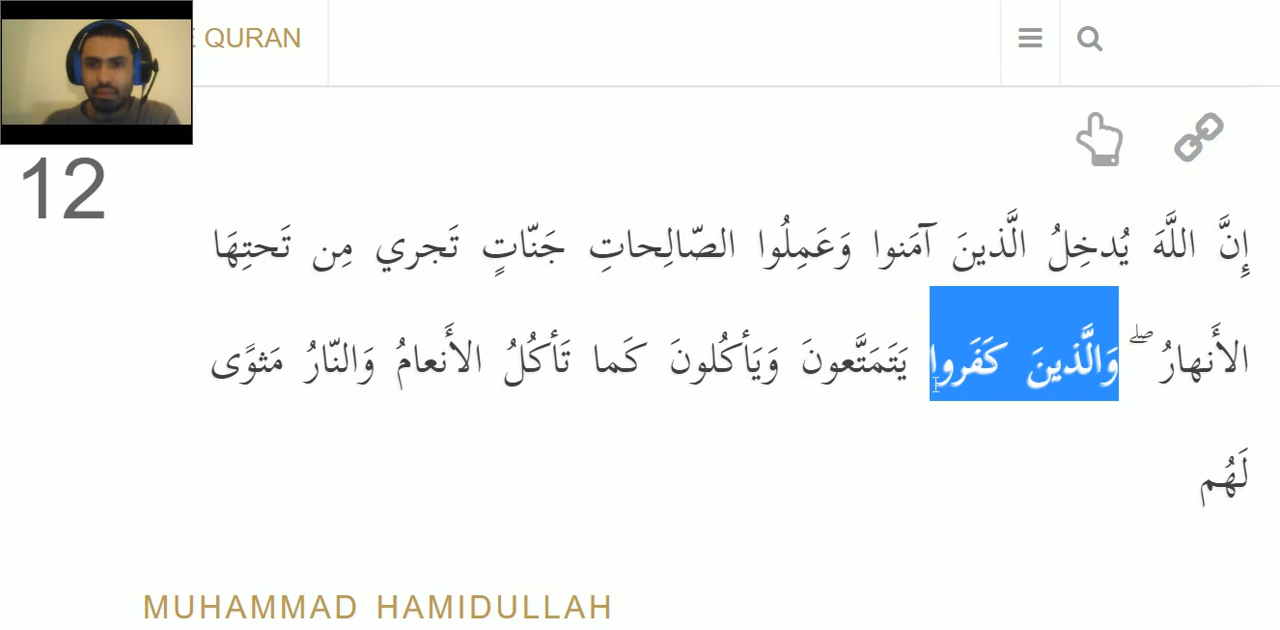 QURAN
12
إِنَّ اللَّهَ يُدخِلُ الَّذينَ آمَنوا وَعَمِلُوا الصّالِحاتِ جَنّاتٍ تَجري مِن تَحتِهَا
الأَنهارُ ۖ وَالَّذينَ كَفَروا يَتَمَتَّعونَ وَيَأكُلونَ كَما تَأكُلُ الأَنعامُ وَالنّارُ مَثوًى
لَهُم
MUHAMMAD HAMIDULLAH